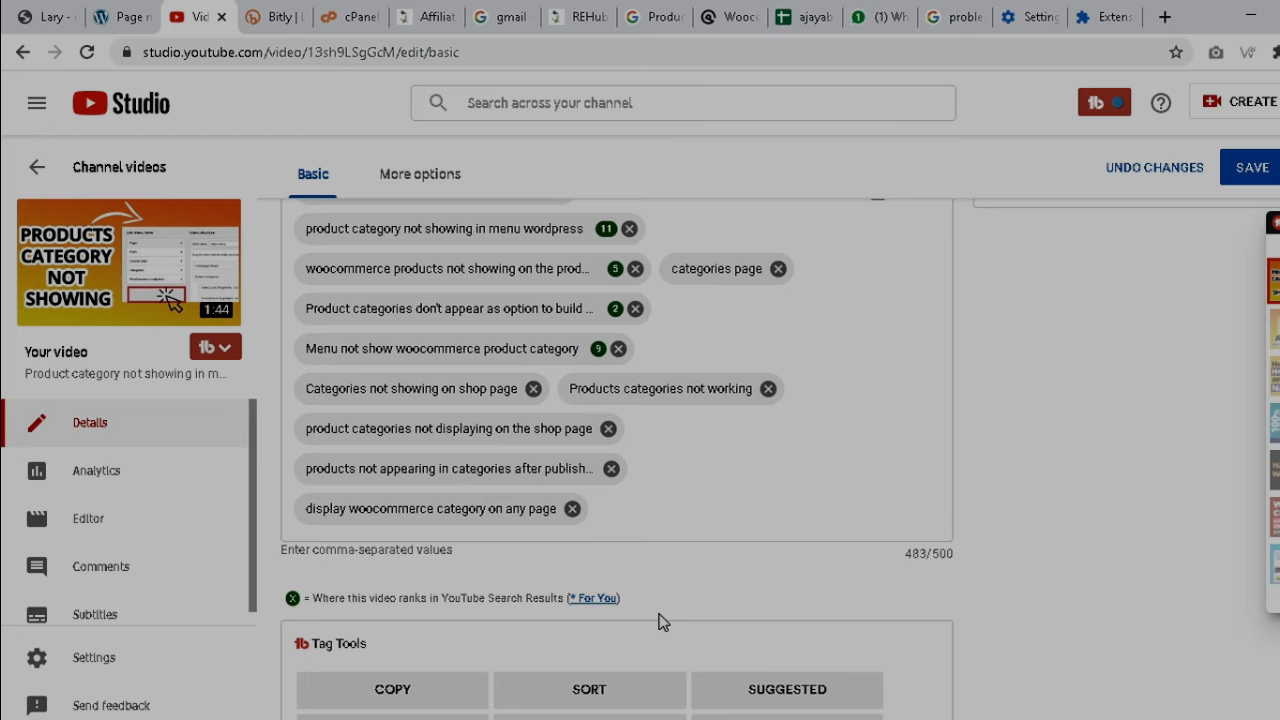 Lary -
Page n
Vid
Bitly |
cPanel
Affiliat
gmail
REHub
Produc
Wooc
ajayab
(1) Wh
proble
Setting
Extens
studio.youtube.com/video/13sh9LSgGcM/edit/basic
Studio
Search across your channel
CREATE
Channel videos
Basic
More options
UNDO CHANGES
SAVE
PRODUCTS
CATEGORY
NOT
SHOWING
1:44
Your video
Product category not showing in m...
Details
Analytics
Editor
Comments
Subtitles
Settings
Send feedback
product category not showing in menu wordpress 11
woocommerce products not showing on the prod... 5 categories page
Product categories don't appear as option to build ... 2
Menu not show woocommerce product category 9
Categories not showing on shop page Products categories not working
product categories not displaying on the shop page
products not appearing in categories after publish...
display woocommerce category on any page
Enter comma-separated values
483/500
X = Where this video ranks in YouTube Search Results (* For You)
tb Tag Tools
COPY
SORT
SUGGESTED